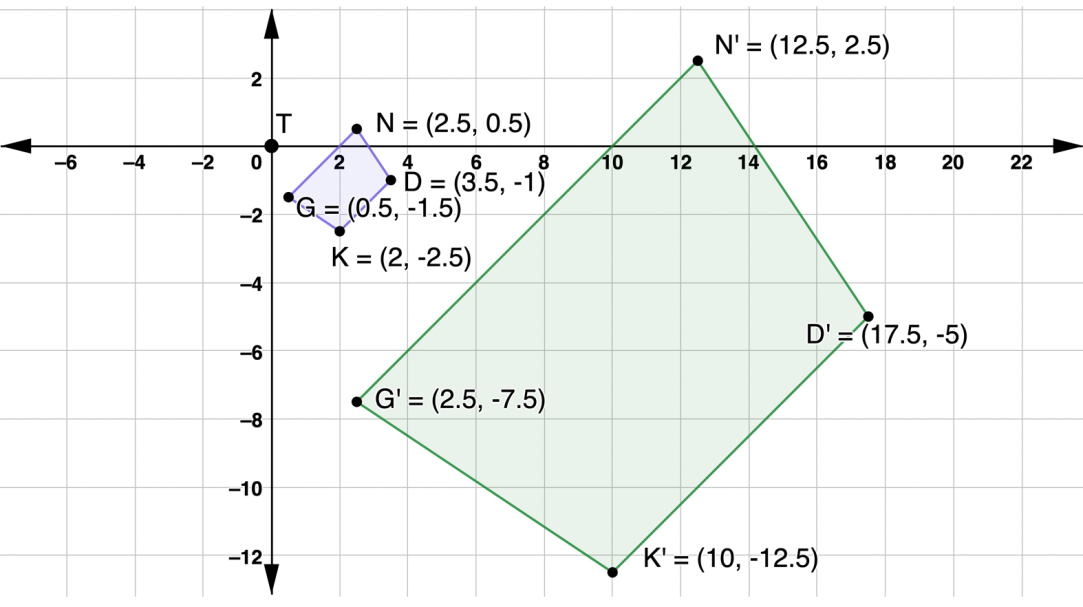 N' = (12.5, 2.5)
2
T
N = (2.5, 0.5)
−6 −4 −2 0 2 4 6 8 10 12 14 16 18 20 22
D = (3.5, -1)
G = (0.5, -1.5)
−2
K = (2, -2.5)
−4
D' = (17.5, -5)
−6
G' = (2.5, -7.5)
−8
−10
−12
K' = (10, -12.5)